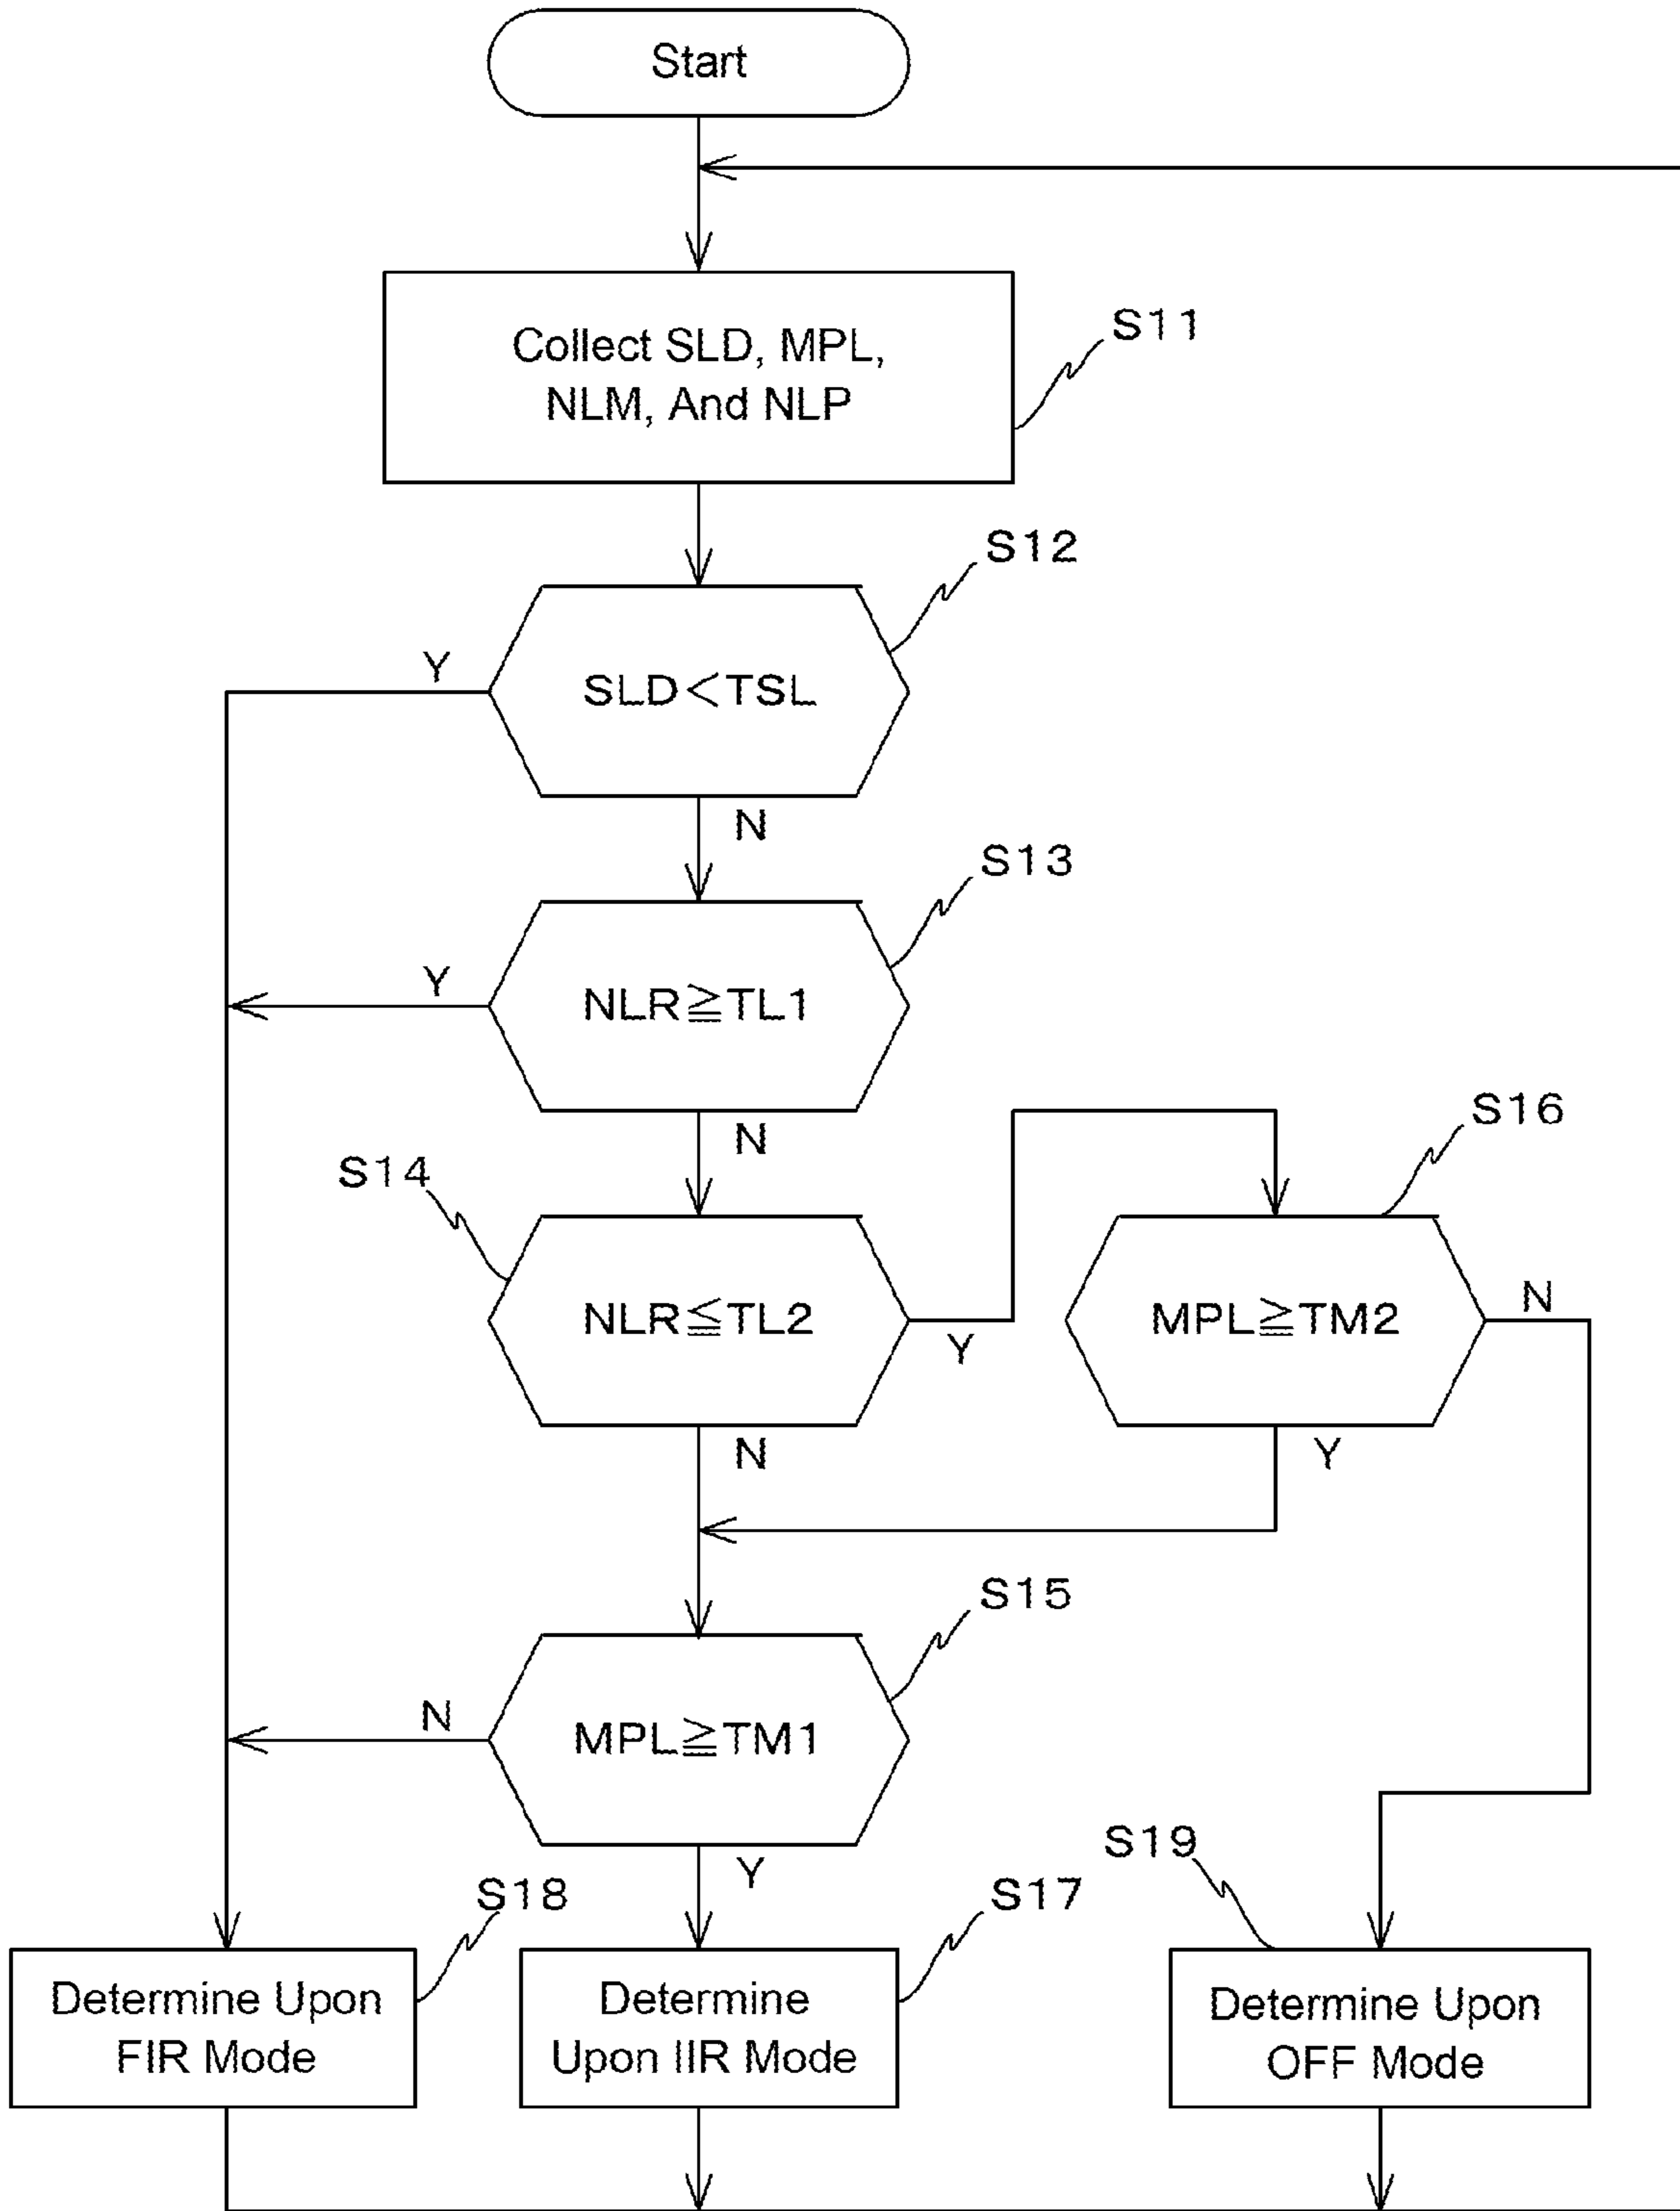 Start
Collect SLD, MPL,
NLM, And NLP
S11
S12
SLD<TSL
Y
N
S13
NLR≧TL1
Y
N
S14
NLR≦TL2
Y
N
S16
MPL≧TM2
N
Y
S15
MPL≧TM1
N
Y
S18
Determine Upon
FIR Mode
S17
Determine
Upon IIR Mode
S19
Determine Upon
OFF Mode